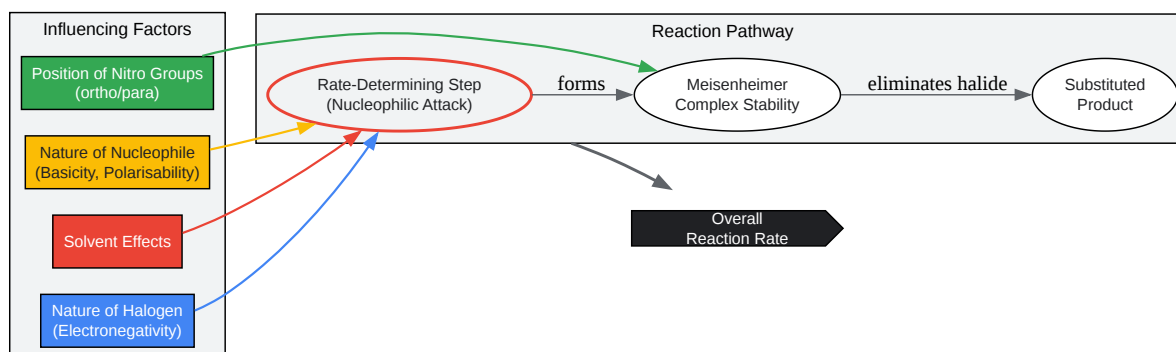 Influencing Factors
Position of Nitro Groups
(ortho/para)
Nature of Nucleophile
(Basicity, Polarisability)
Solvent Effects
Nature of Halogen
(Electronegativity)
Reaction Pathway
Rate-Determining Step
(Nucleophilic Attack)
forms
Meisenheimer
Complex Stability
eliminates halide
Substituted
Product
Overall
Reaction Rate